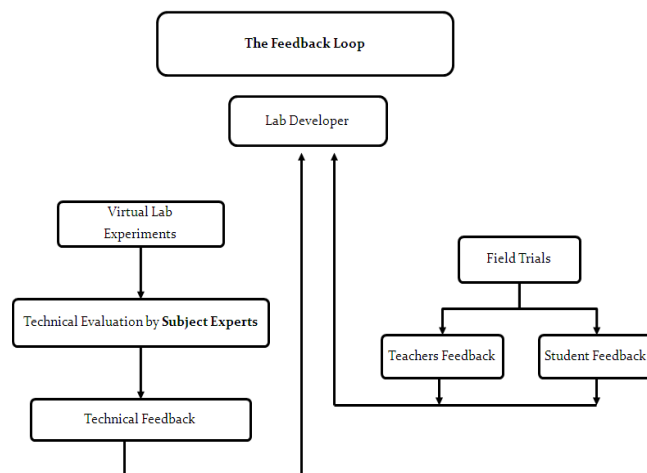 The Feedback Loop
Lab Developer
Virtual Lab
Experiments
Technical Evaluation by Subject Experts
Technical Feedback
Field Trials
Teachers Feedback
Student Feedback